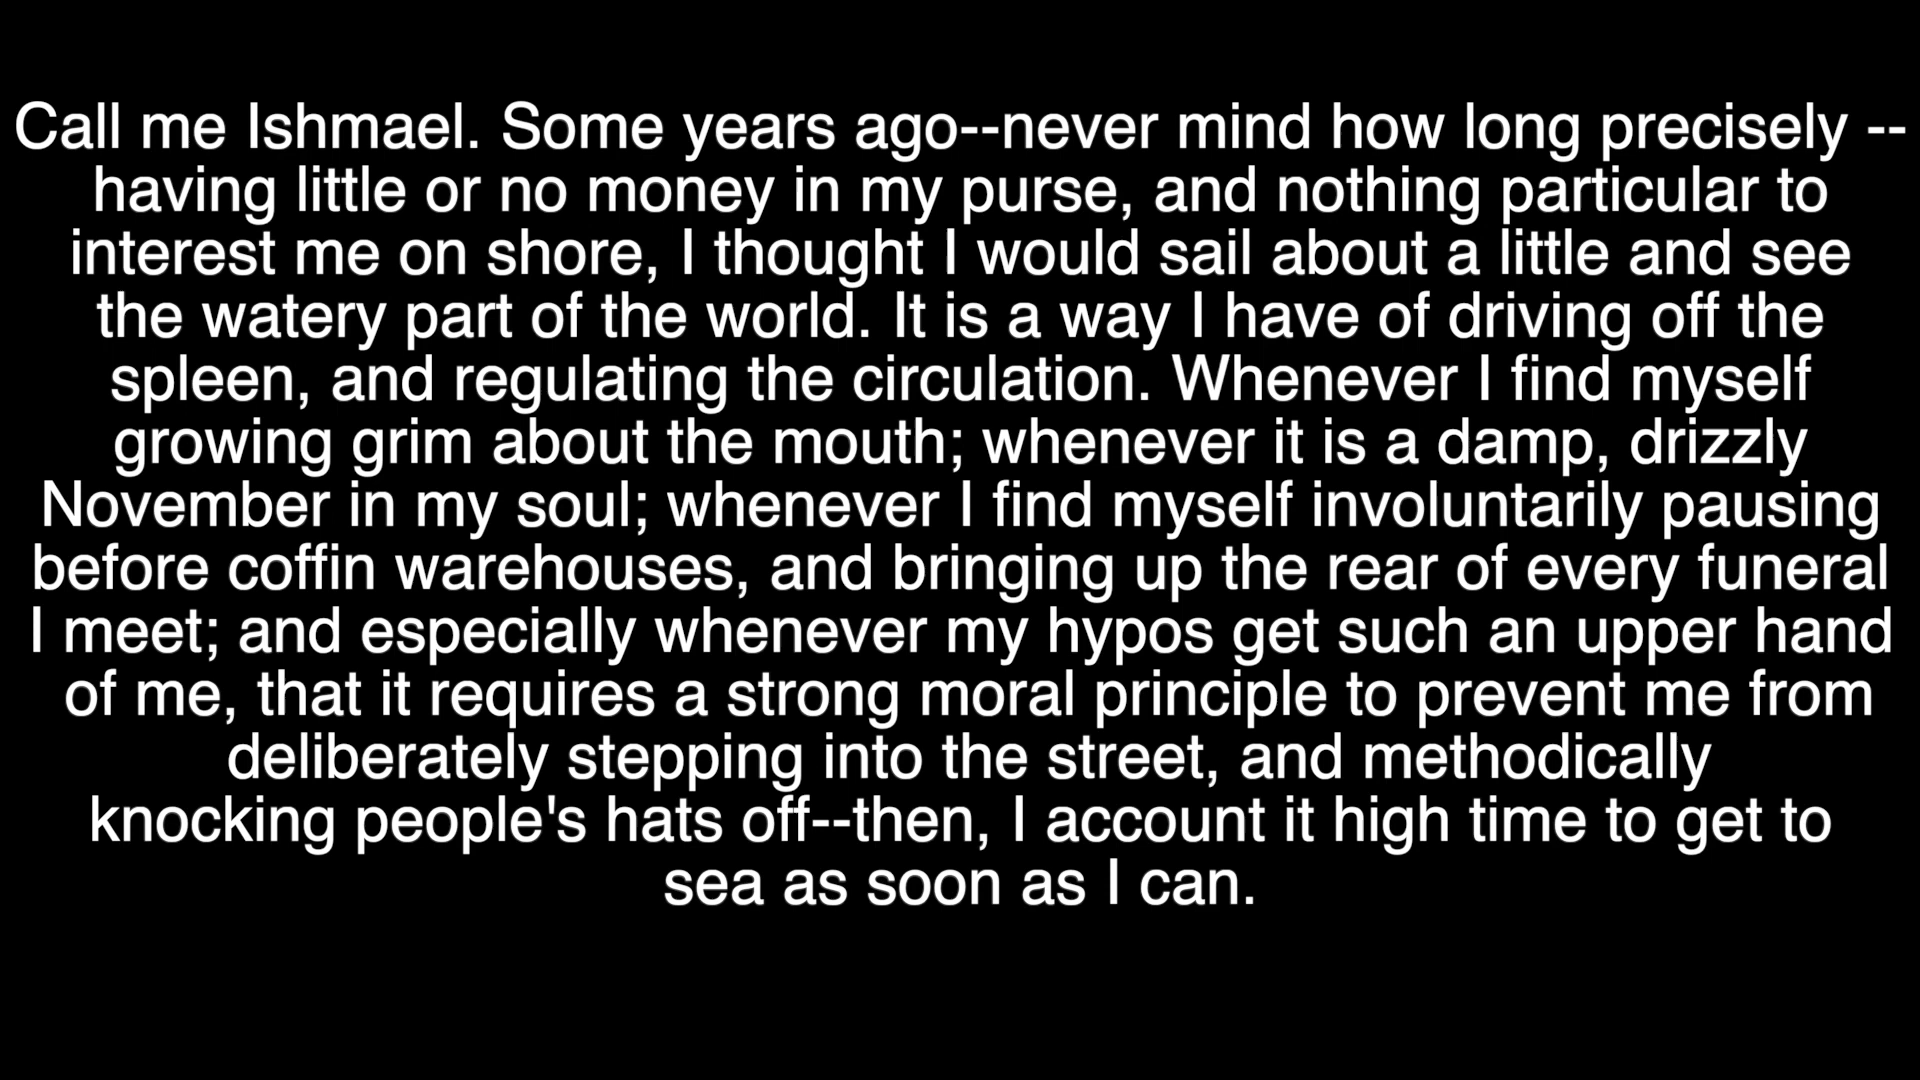 Call me Ishmael. Some years ago--never mind how long precisely --
having little or no money in my purse, and nothing particular to
interest me on shore, I thought I would sail about a little and see
the watery part of the world. It is a way I have of driving off the
spleen, and regulating the circulation. Whenever I find myself
growing grim about the mouth; whenever it is a damp, drizzly
November in my soul; whenever I find myself involuntarily pausing
before coffin warehouses, and bringing up the rear of every funeral
I meet; and especially whenever my hypos get such an upper hand
of me, that it requires a strong moral principle to prevent me from
deliberately stepping into the street, and methodically
knocking people's hats off--then, I account it high time to get to
sea as soon as I can.